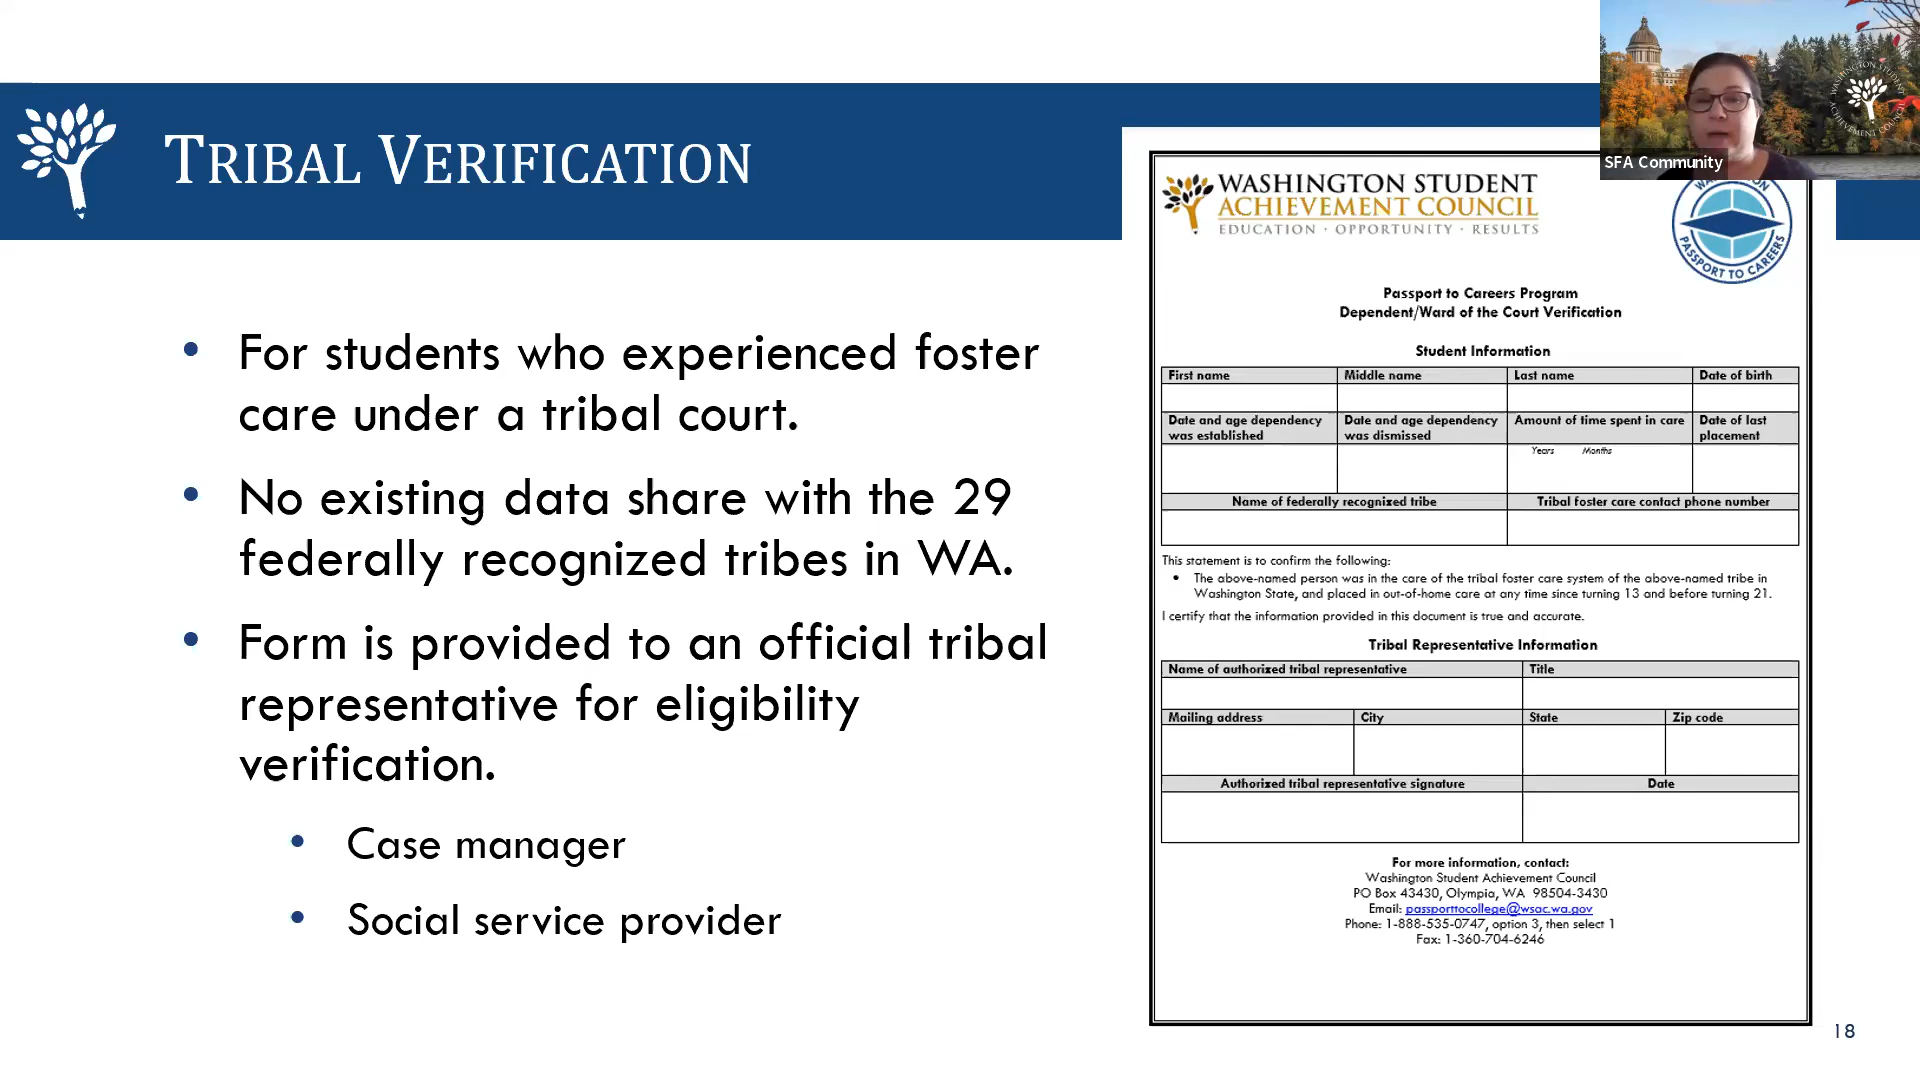 TRIBAL VERIFICATION
• For students who experienced foster
care under a tribal court.
• No existing data share with the 29
federally recognized tribes in WA.
• Form is provided to an official tribal
representative for eligibility
verification.
• Case manager
• Social service provider
WASHINGTON STUDENT
ACHIEVEMENT COUNCIL
EDUCATION · OPPORTUNITY · RESULTS
PASSPORT TO CAREERS
Passport to Careers Program
Dependent/Ward of the Court Verification
Student Information
First name Middle name Last name Date of birth
Date and age dependency was established Date and age dependency was dismissed Amount of time spent in care Date of last placement
Years Months
Name of federally recognized tribe Tribal foster care contact phone number
This statement is to confirm the following:
• The above-named person was in the care of the tribal foster care system of the above-named tribe in
Washington State, and placed in out-of-home care at any time since turning 13 and before turning 21.
I certify that the information provided in this document is true and accurate.
Tribal Representative Information
Name of authorized tribal representative Title
Mailing address City State Zip code
Authorized tribal representative signature Date
For more information, contact:
Washington Student Achievement Council
PO Box 43430, Olympia, WA 98504-3430
Email: passporttocollege@wsac.wa.gov
Phone: 1-888-535-0747, option 3, then select 1
Fax: 1-360-704-6246
18
SFA Community
WASHINGTON STUDENT ACHIEVEMENT COUNCIL